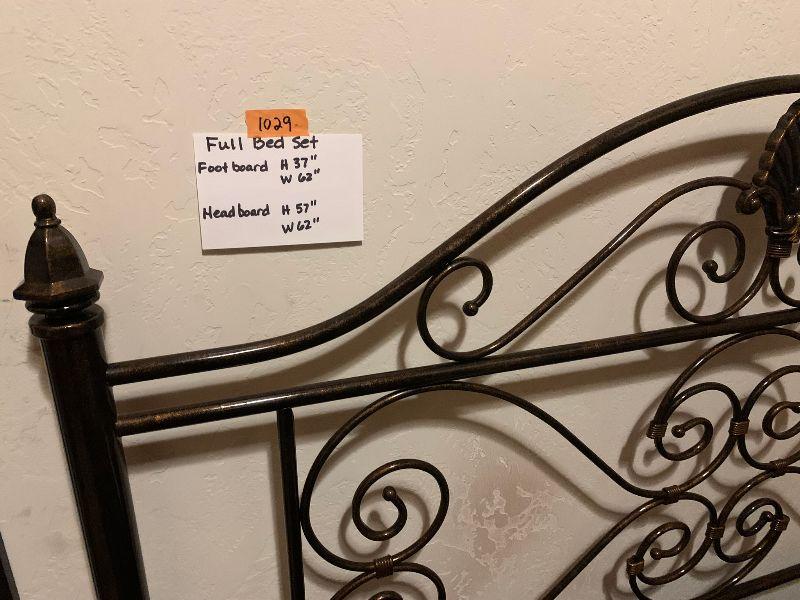 1029
Full Bed Set
Footboard H 37"
W 62"
Headboard H 57"
W 62"